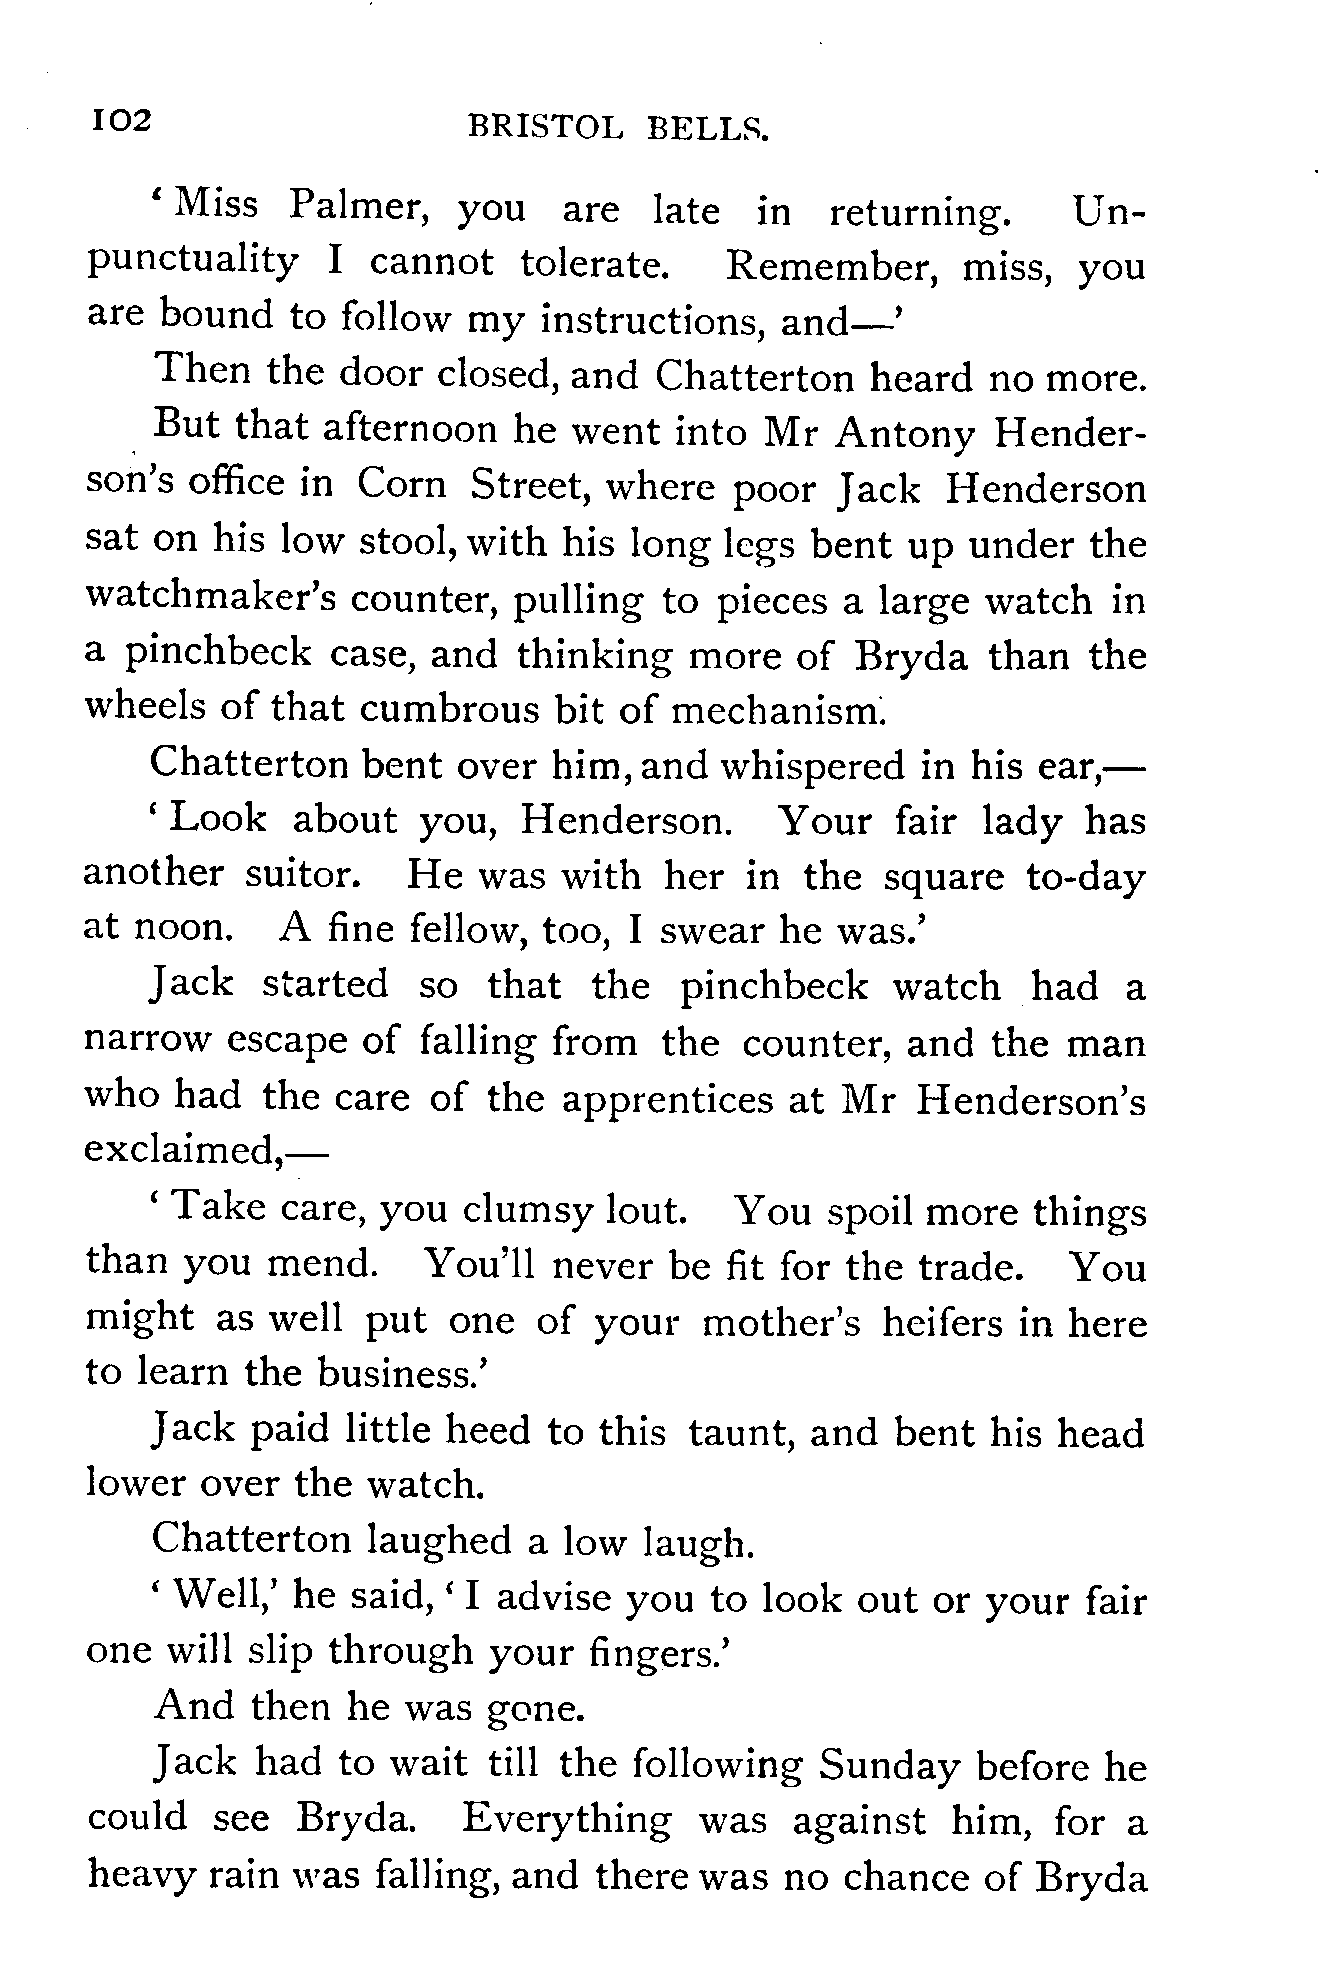 102 BRISTOL BELLS.
‘Miss Palmer, you are late in returning. Un-
punctuality I cannot tolerate. Remember, miss, you
are bound to follow my instructions, and—’
Then the door closed, and Chatterton heard no more.
But that afternoon he went into Mr Antony Hender-
son’s office in Corn Street, where poor Jack Henderson
sat on his low stool, with his long legs bent up under the
watchmaker’s counter, pulling to pieces a large watch in
a pinchbeck case, and thinking more of Bryda than the
wheels of that cumbrous bit of mechanism.
Chatterton bent over him, and whispered in his ear,—
‘Look about you, Henderson. Your fair lady has
another suitor. He was with her in the square to-day
at noon. A fine fellow, too, I swear he was.’
Jack started so that the pinchbeck watch had a
narrow escape of falling from the counter, and the man
who had the care of the apprentices at Mr Henderson’s
exclaimed,—
‘Take care, you clumsy lout. You spoil more things
than you mend. You’ll never be fit for the trade. You
might as well put one of your mother’s heifers in here
to learn the business.’
Jack paid little heed to this taunt, and bent his head
lower over the watch.
Chatterton laughed a low laugh.
‘Well,’ he said, ‘I advise you to look out or your fair
one will slip through your fingers.’
And then he was gone.
Jack had to wait till the following Sunday before he
could see Bryda. Everything was against him, for a
heavy rain was falling, and there was no chance of Bryda